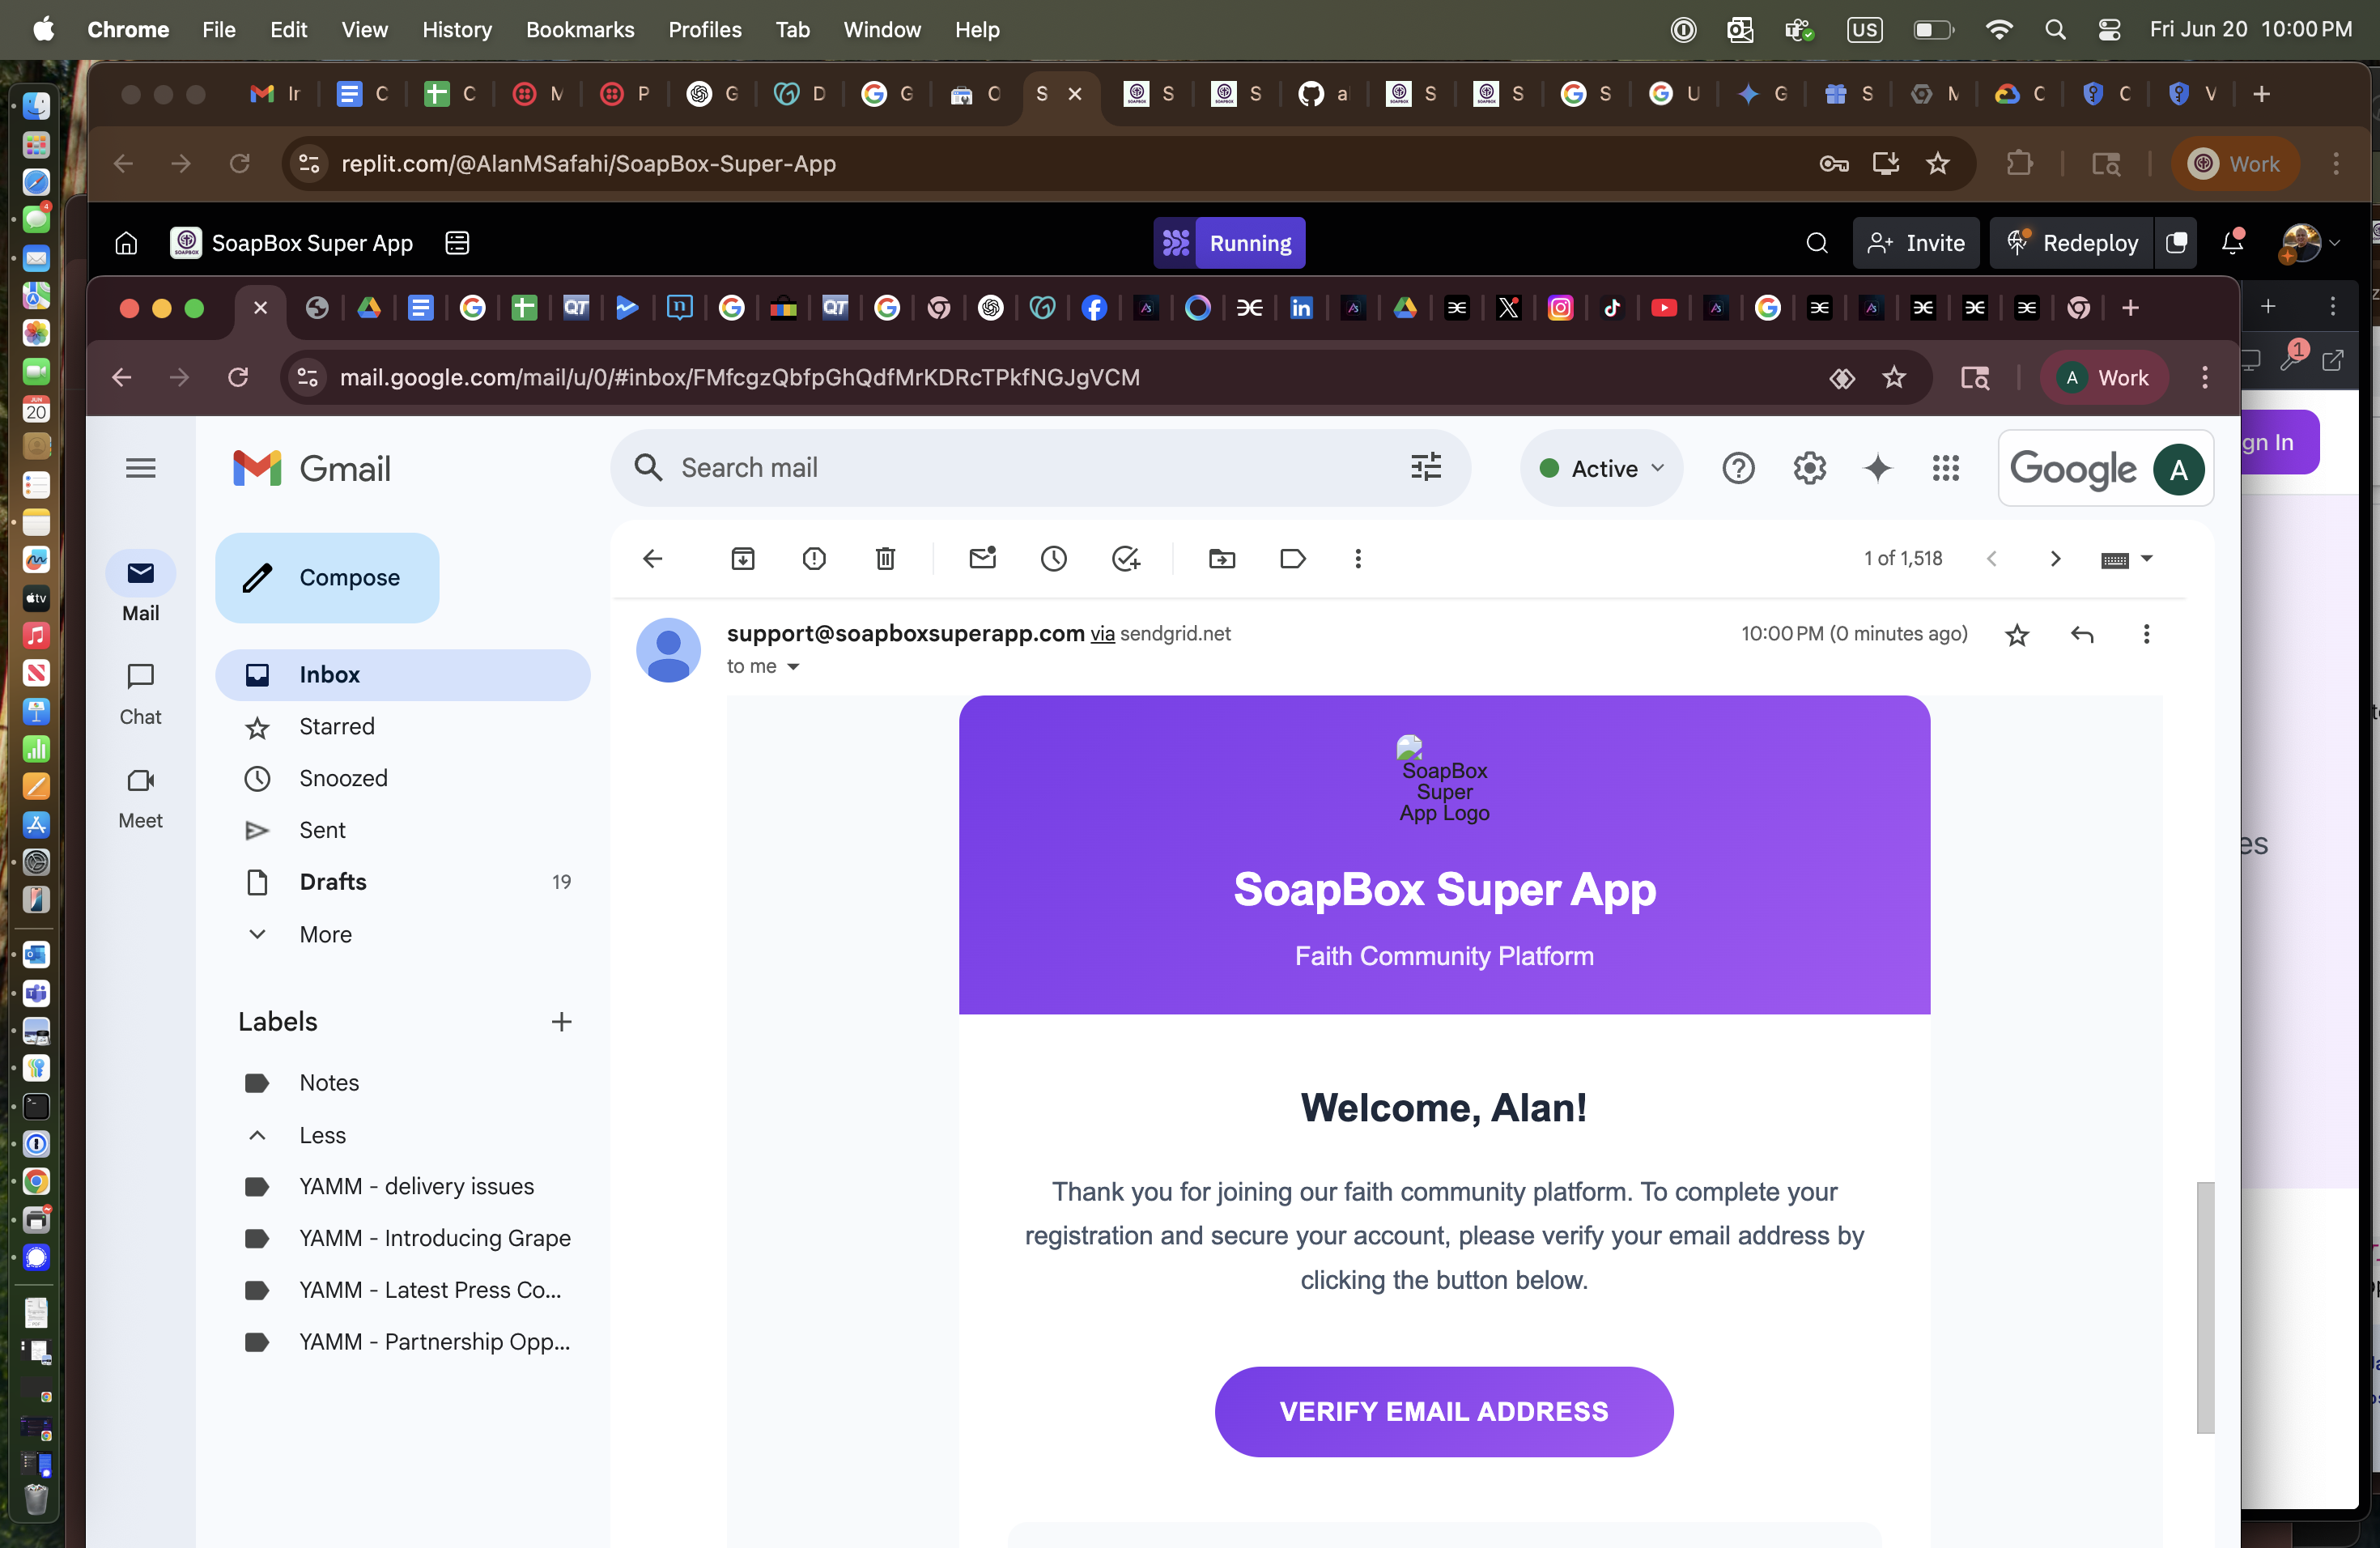 Chrome File Edit View History Bookmarks Profiles Tab Window Help
US Fri Jun 20 10:00 PM
replit.com/@AlanMSafahi/SoapBox-Super-App
Work
SoapBox Super App
Running
Invite
Redeploy
mail.google.com/mail/u/0/#inbox/FMfcgzQbfpGhQdfMrKDRcTPkfNGJgVCM
A Work
1
gn In
Gmail
Search mail
Active
Google A
Compose
1 of 1,518
Mail
Chat
Meet
Inbox
Starred
Snoozed
Sent
Drafts 19
More
Labels
Notes
Less
YAMM - delivery issues
YAMM - Introducing Grape
YAMM - Latest Press Co...
YAMM - Partnership Opp...
support@soapboxsuperapp.com via sendgrid.net
10:00 PM (0 minutes ago)
to me
SoapBox
Super
App Logo
SoapBox Super App
Faith Community Platform
Welcome, Alan!
Thank you for joining our faith community platform. To complete your
registration and secure your account, please verify your email address by
clicking the button below.
VERIFY EMAIL ADDRESS
es